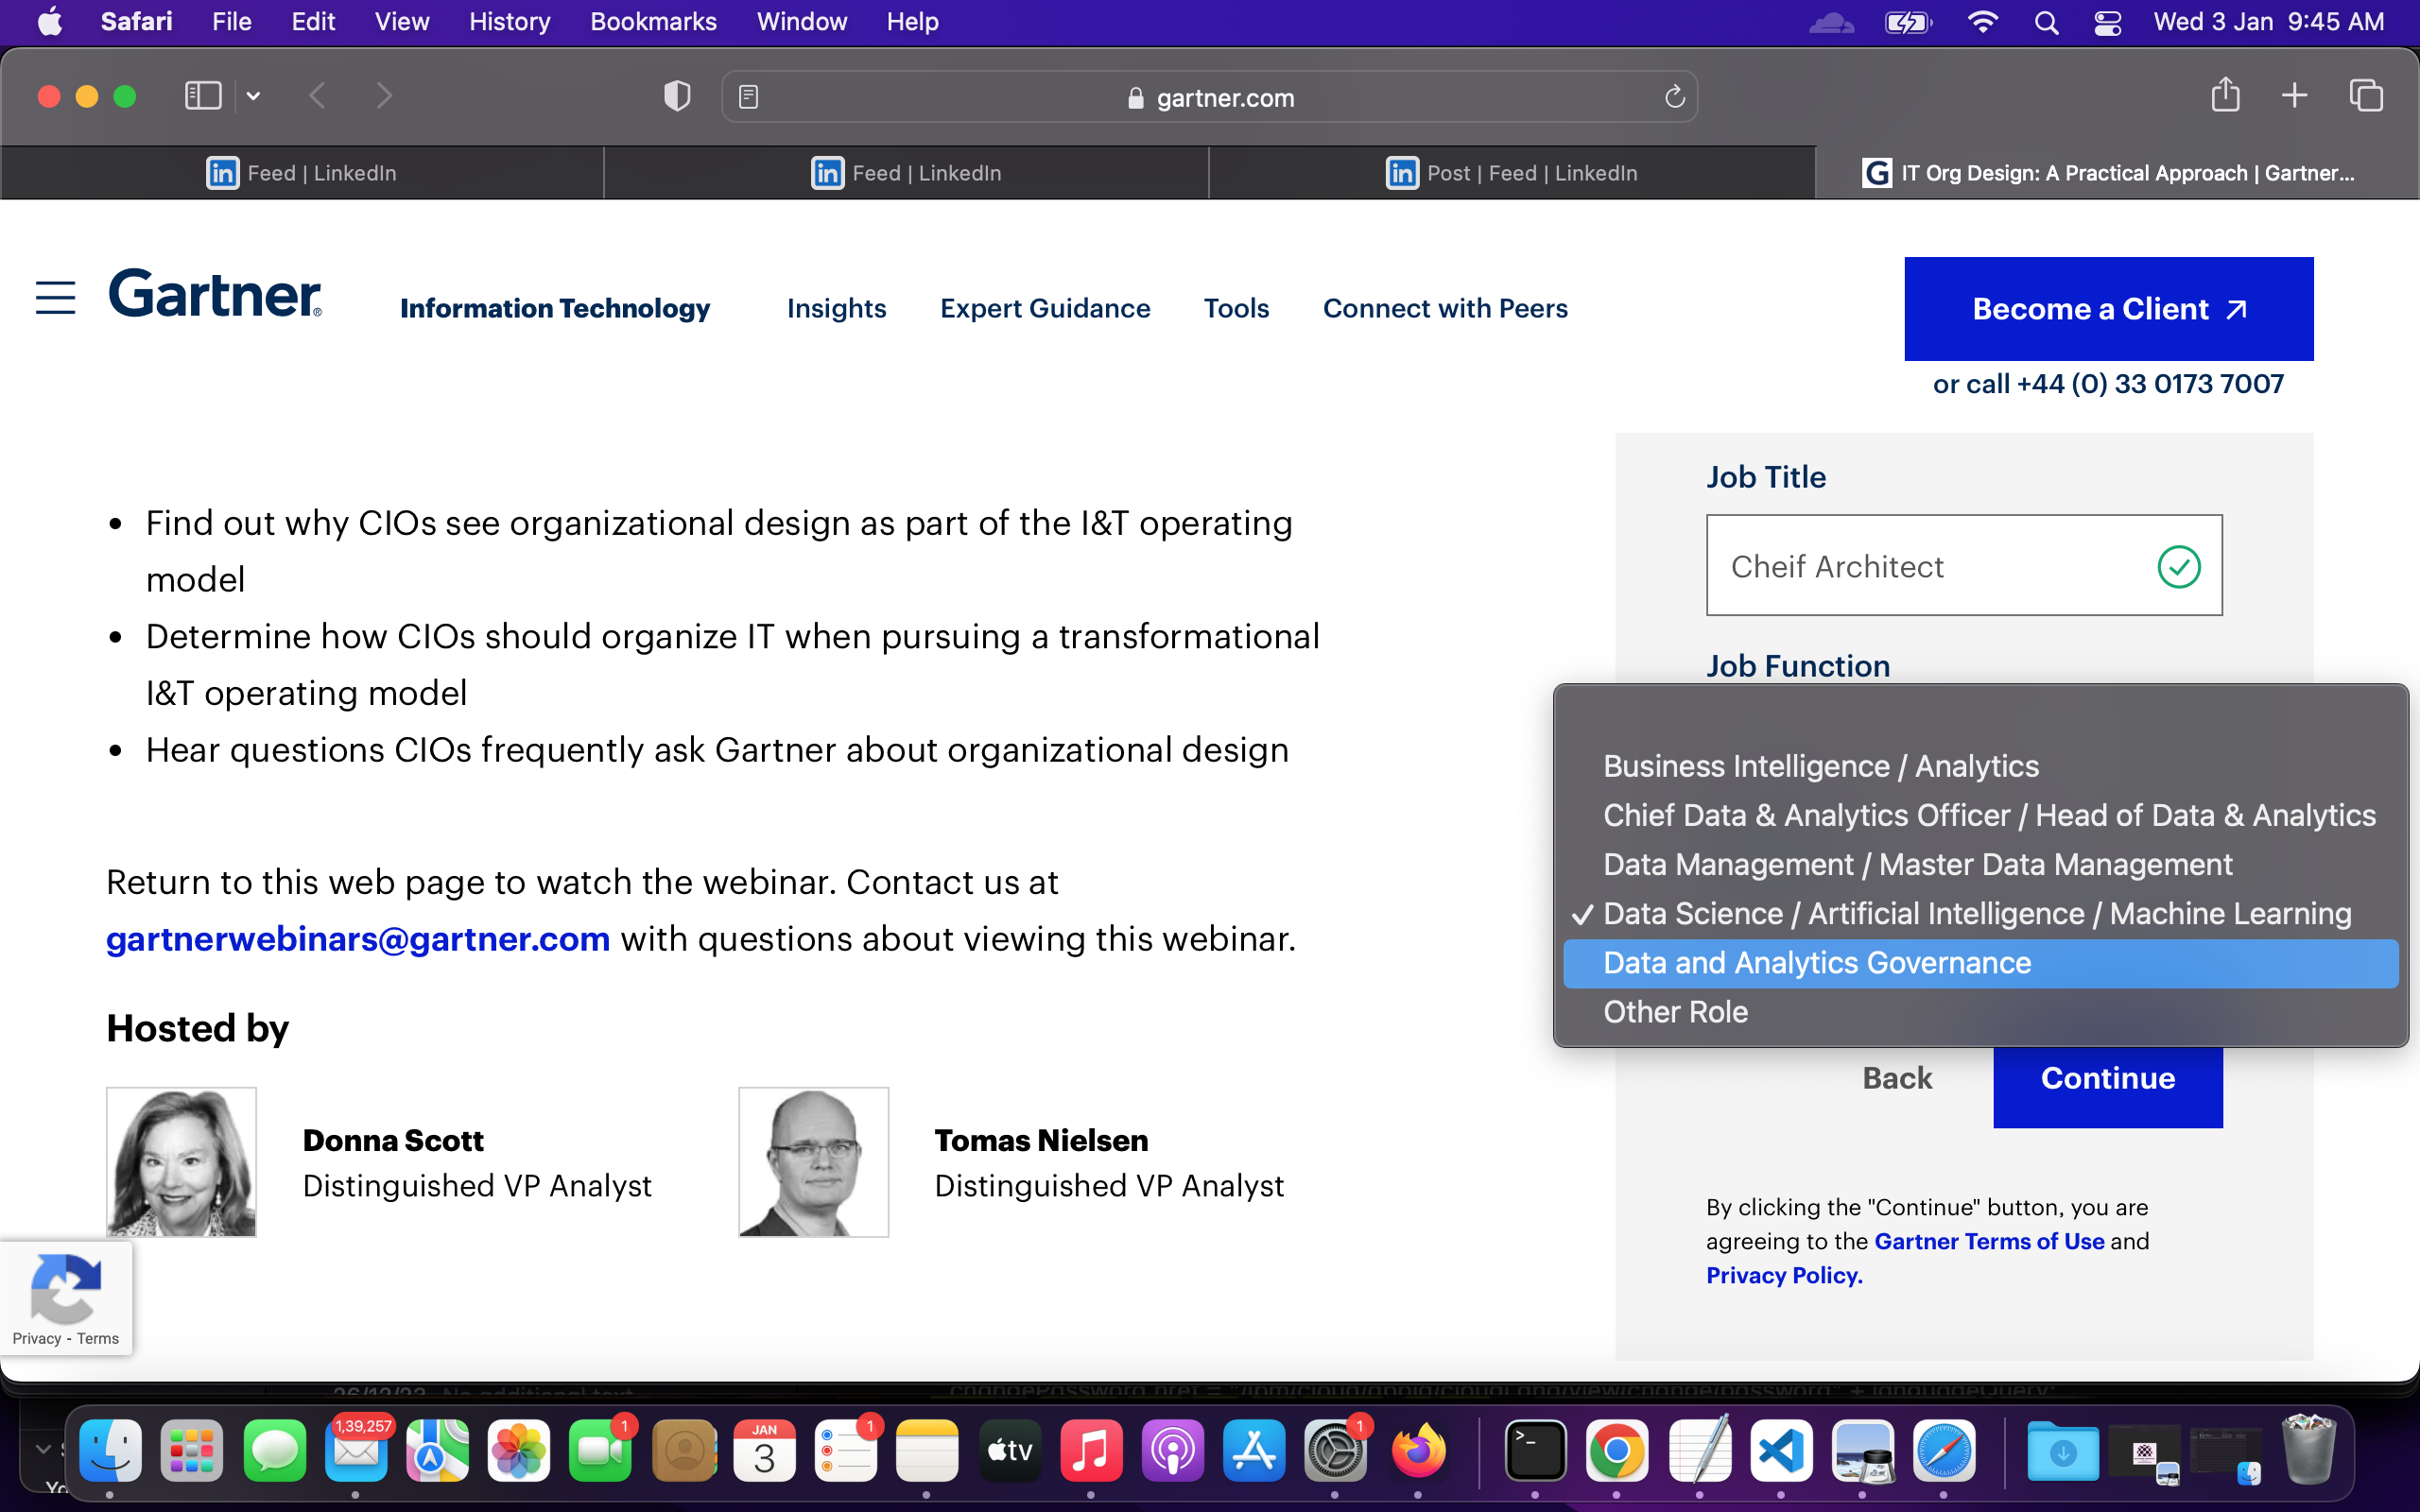 Safari File Edit View History Bookmarks Window Help Wed 3 Jan 9:45 AM
gartner.com
Feed | LinkedIn
Feed | LinkedIn
Post | Feed | LinkedIn
IT Org Design: A Practical Approach | Gartner...
Gartner®
Information Technology
Insights
Expert Guidance
Tools
Connect with Peers
Become a Client
or call +44 (0) 33 0173 7007
• Find out why CIOs see organizational design as part of the I&T operating
model
• Determine how CIOs should organize IT when pursuing a transformational
I&T operating model
• Hear questions CIOs frequently ask Gartner about organizational design
Return to this web page to watch the webinar. Contact us at
gartnerwebinars@gartner.com with questions about viewing this webinar.
Hosted by
Donna Scott
Distinguished VP Analyst
Tomas Nielsen
Distinguished VP Analyst
Job Title
Cheif Architect
Job Function
Business Intelligence / Analytics
Chief Data & Analytics Officer / Head of Data & Analytics
Data Management / Master Data Management
✓ Data Science / Artificial Intelligence / Machine Learning
Data and Analytics Governance
Other Role
Back
Continue
By clicking the "Continue" button, you are
agreeing to the Gartner Terms of Use and
Privacy Policy.
Privacy - Terms
1,39,257
1
JAN
3
1
tv
1